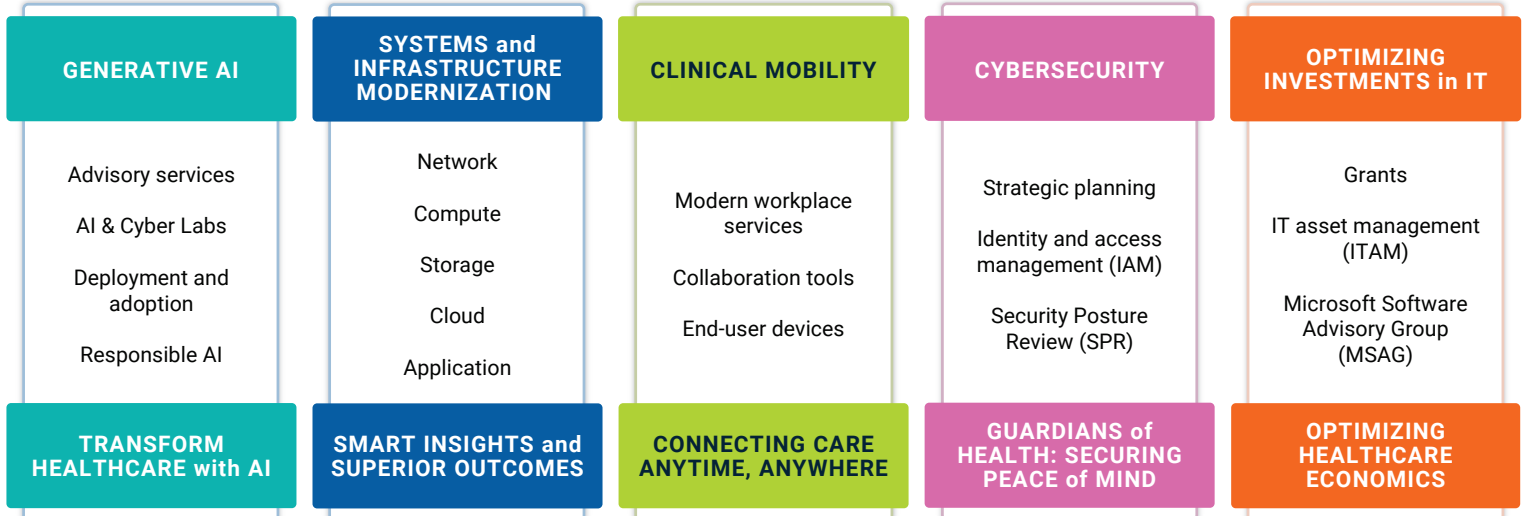 GENERATIVE AI
Advisory services
AI & Cyber Labs
Deployment and
adoption
Responsible AI
TRANSFORM
HEALTHCARE with AI
SYSTEMS and
INFRASTRUCTURE
MODERNIZATION
Network
Compute
Storage
Cloud
Application
SMART INSIGHTS and
SUPERIOR OUTCOMES
CLINICAL MOBILITY
Modern workplace
services
Collaboration tools
End-user devices
CONNECTING CARE
ANYTIME, ANYWHERE
CYBERSECURITY
Strategic planning
Identity and access
management (IAM)
Security Posture
Review (SPR)
GUARDIANS of
HEALTH: SECURING
PEACE of MIND
OPTIMIZING
INVESTMENTS in IT
Grants
IT asset management
(ITAM)
Microsoft Software
Advisory Group
(MSAG)
OPTIMIZING
HEALTHCARE
ECONOMICS